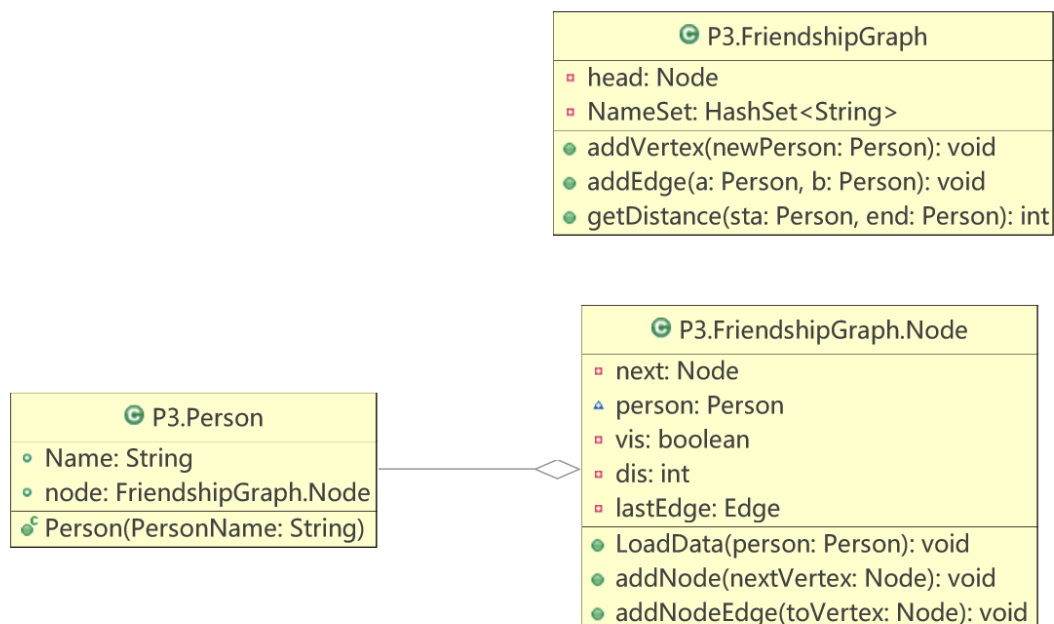 P3.FriendshipGraph
head: Node
NameSet: HashSet<String>
addVertex(newPerson: Person): void
addEdge(a: Person, b: Person): void
getDistance(sta: Person, end: Person): int
P3.FriendshipGraph.Node
next: Node
person: Person
vis: boolean
dis: int
lastEdge: Edge
LoadData(person: Person): void
addNode(nextVertex: Node): void
addNodeEdge(toVertex: Node): void
P3.Person
Name: String
node: FriendshipGraph.Node
Person(PersonName: String)